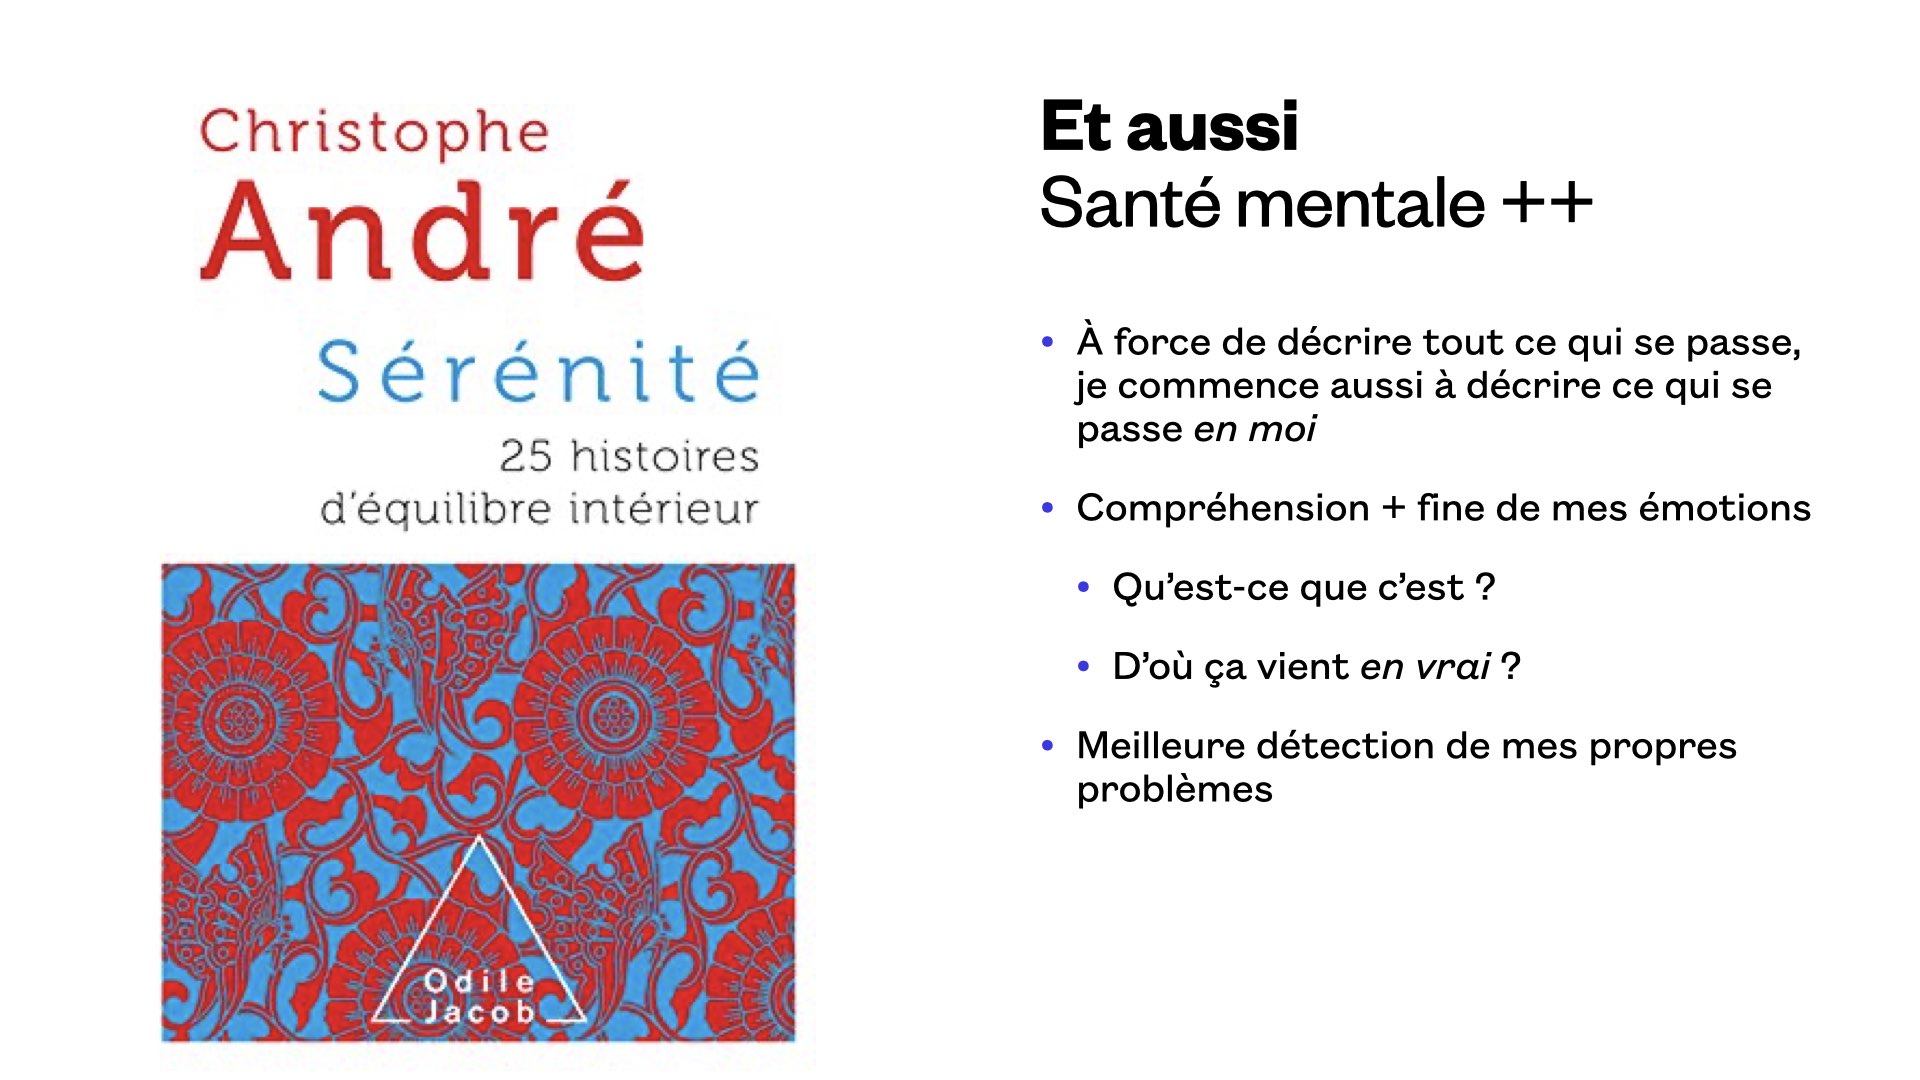 Christophe
André
Sérénité
25 histoires
d'équilibre intérieur
Odile
Jacob
Et aussi
Santé mentale ++
• À force de décrire tout ce qui se passe,
je commence aussi à décrire ce qui se
passe en moi
• Compréhension + fine de mes émotions
• Qu’est-ce que c’est ?
• D’où ça vient en vrai ?
• Meilleure détection de mes propres
problèmes